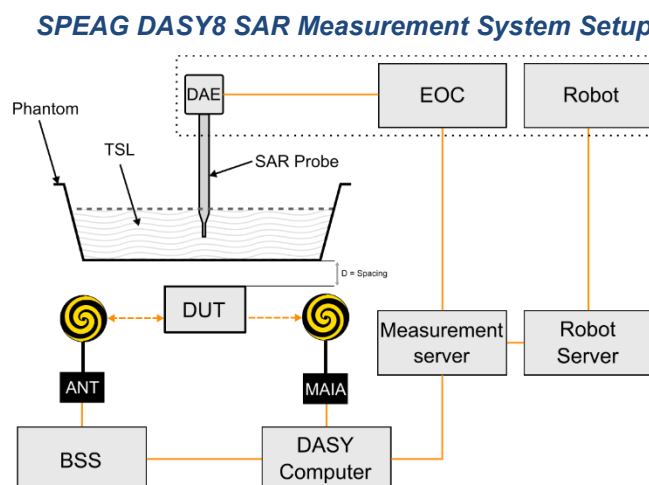 SPEAG DASY8 SAR Measurement System Setup
DAE
EOC
Robot
Phantom
TSL
SAR Probe
D = Spacing
DUT
Measurement
server
Robot
Server
ANT
MAIA
BSS
DASY
Computer